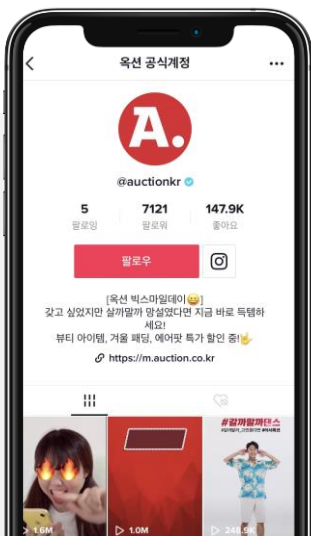 옥션 공식계정
A.
@auctionkr
5 7121 147.9K
팔로잉 팔로워 좋아요
팔로우
[옥션 빅스마일데이😄]
갖고 싶었지만 살까말까 망설였다면 지금 바로 득템하
세요!
뷰티 아이템, 겨울 패딩, 에어팟 특가 할인 중!🤟
https://m.auction.co.kr
#갈까말까댄스
1.6M 1.0M 248.9K